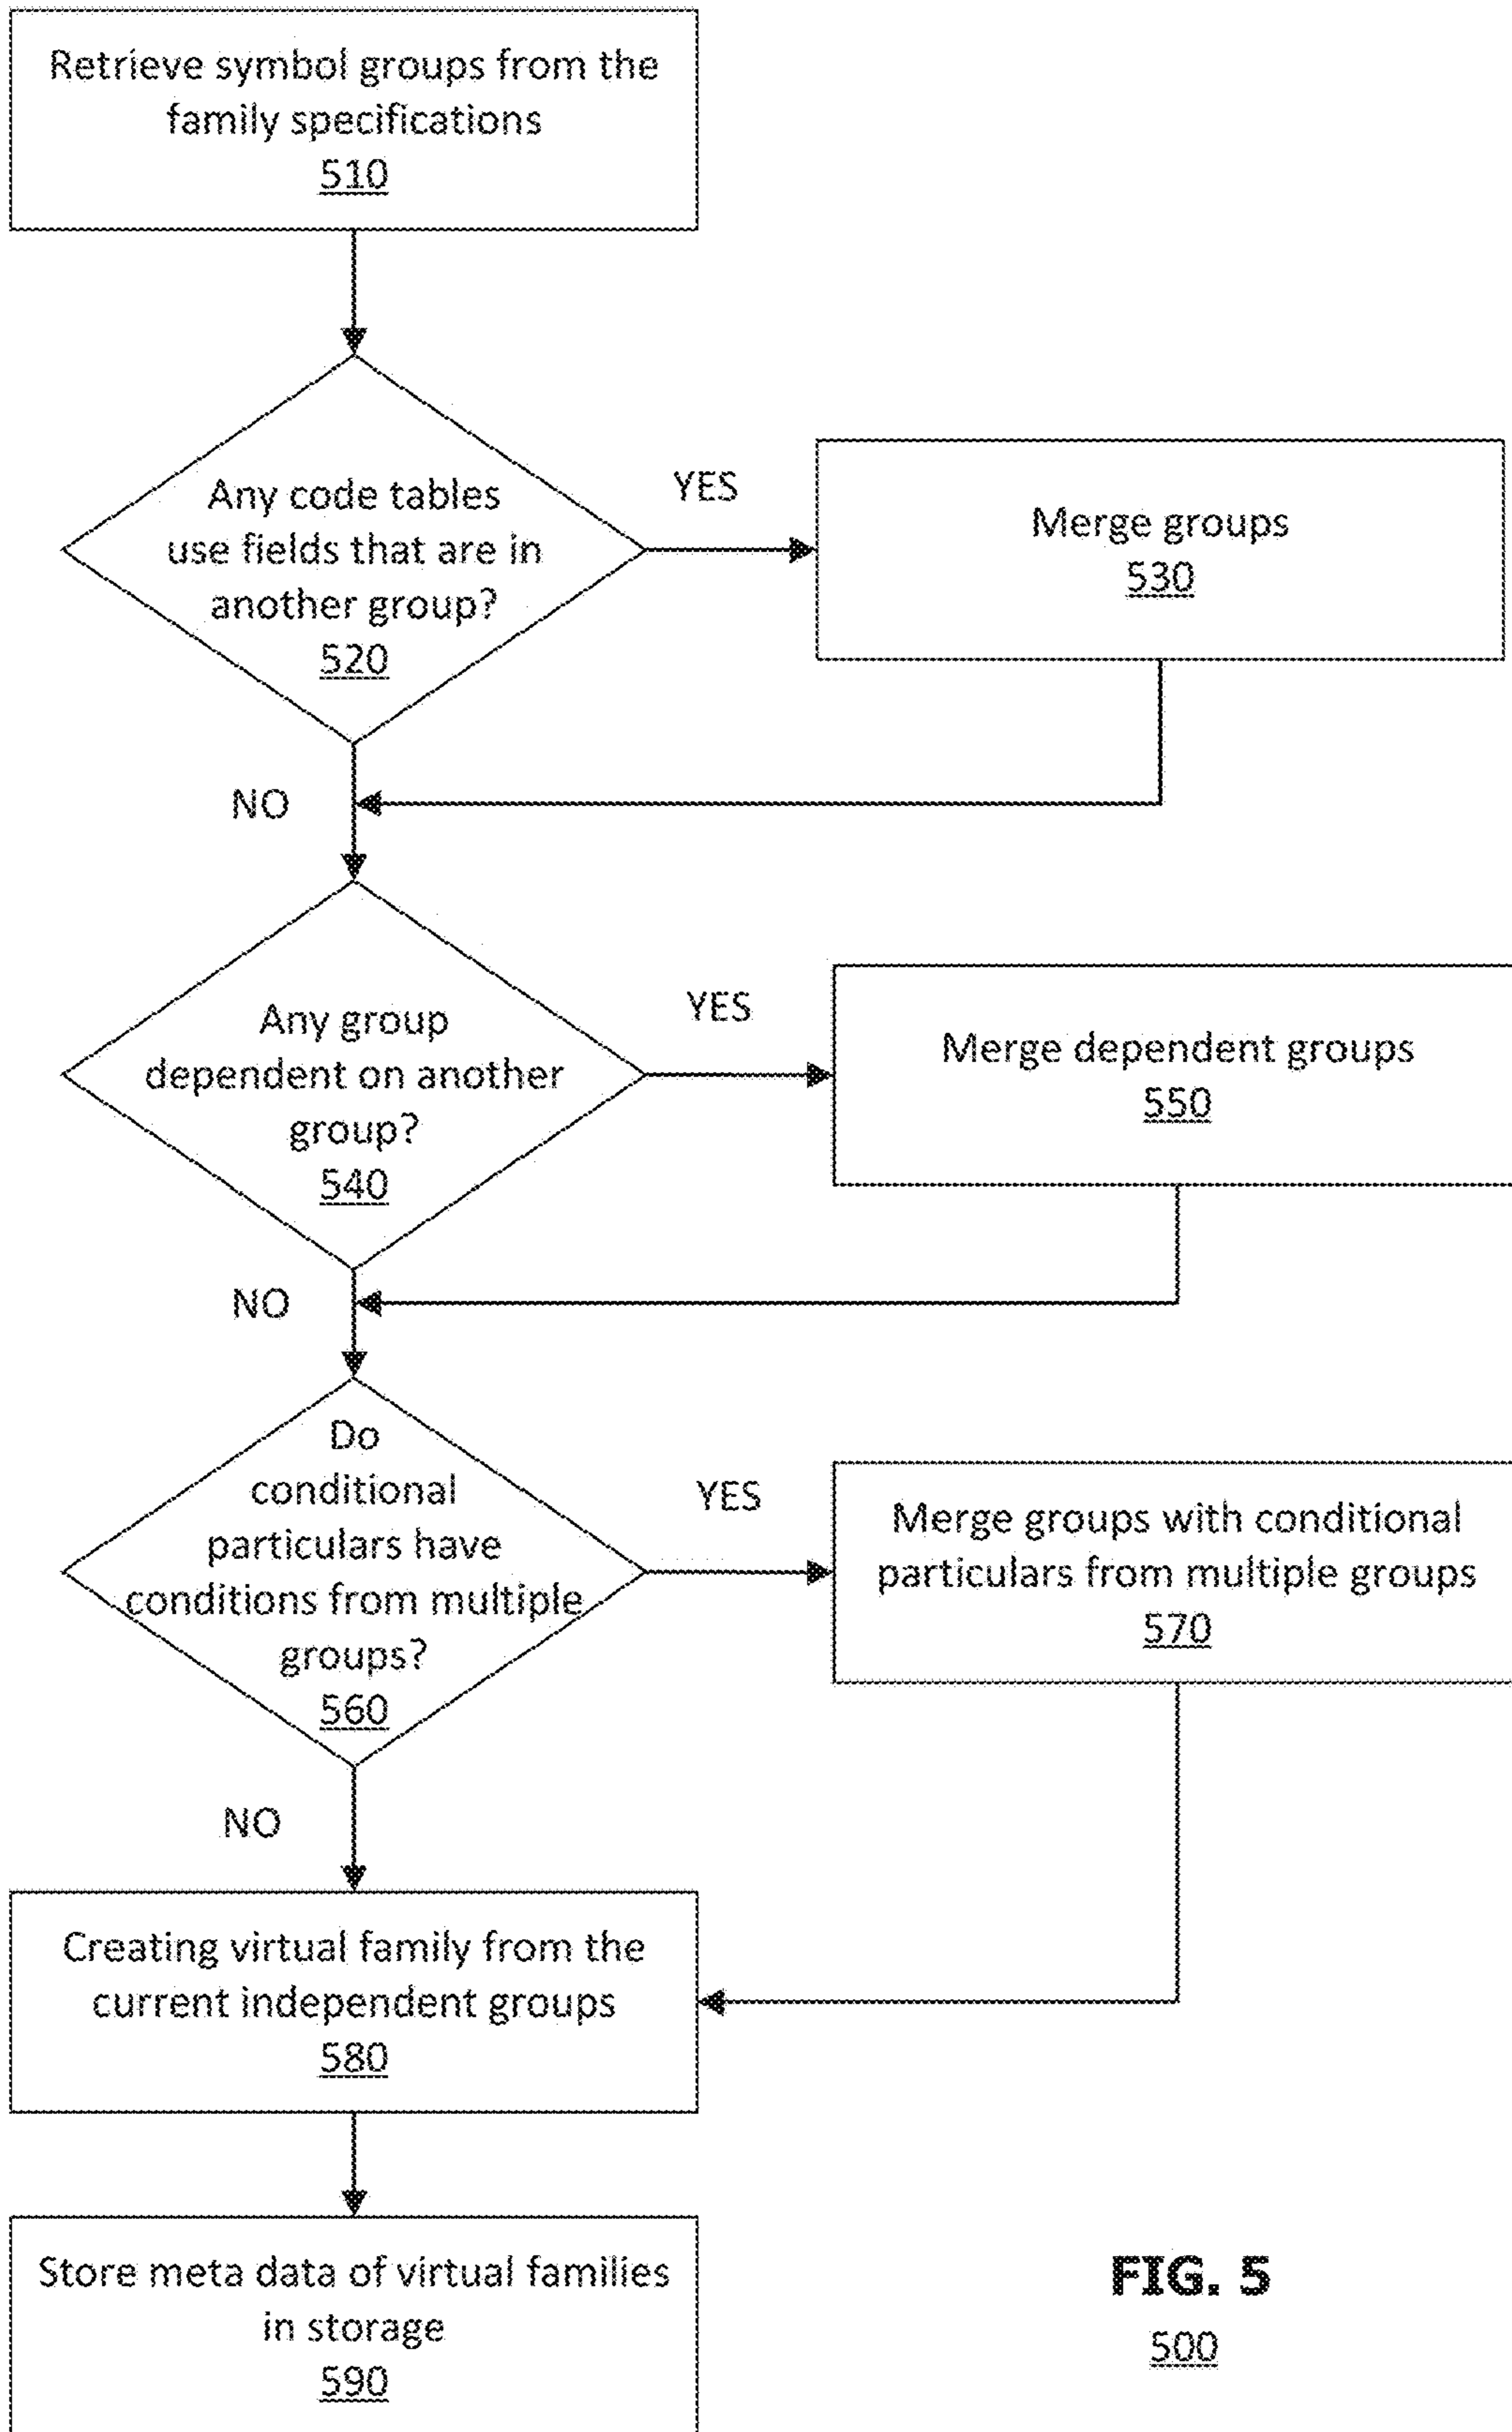 Retrieve symbol groups from the
family specifications
510
Any code tables
use fields that are in
another group?
520
YES
Merge groups
530
NO
Any group
dependent on another
group?
540
YES
Merge dependent groups
550
NO
Do
conditional
particulars have
conditions from multiple
groups?
560
YES
Merge groups with conditional
particulars from multiple groups
570
NO
Creating virtual family from the
current independent groups
580
Store meta data of virtual families
in storage
590
FIG. 5
500